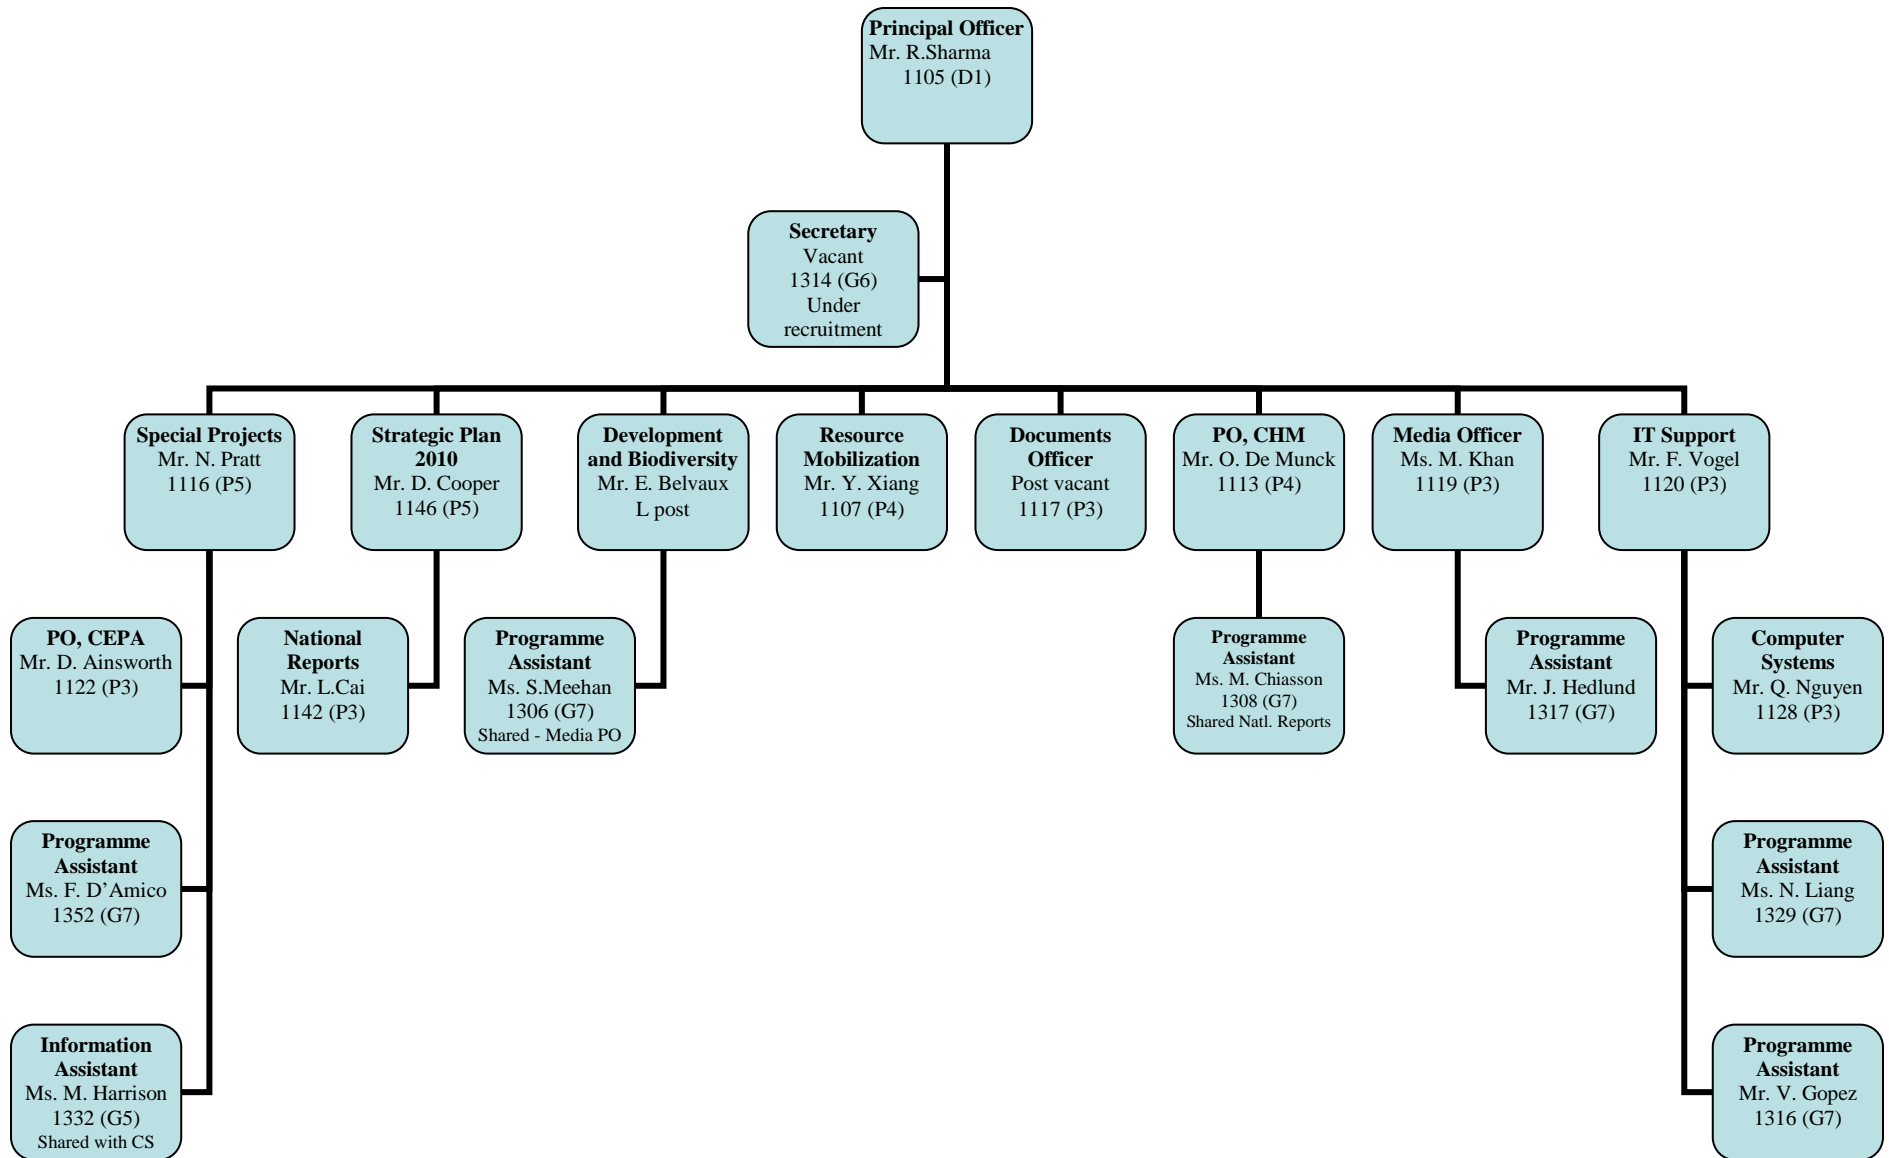 Principal Officer
Mr. R.Sharma
1105 (D1)
Secretary
Vacant
1314 (G6)
Under
recruitment
Special Projects
Mr. N. Pratt
1116 (P5)
Strategic Plan
2010
Mr. D. Cooper
1146 (P5)
Development
and Biodiversity
Mr. E. Belvaux
L post
Resource
Mobilization
Mr. Y. Xiang
1107 (P4)
Documents
Officer
Post vacant
1117 (P3)
PO, CHM
Mr. O. De Munck
1113 (P4)
Media Officer
Ms. M. Khan
1119 (P3)
IT Support
Mr. F. Vogel
1120 (P3)
PO, CEPA
Mr. D. Ainsworth
1122 (P3)
National
Reports
Mr. L.Cai
1142 (P3)
Programme
Assistant
Ms. S.Meehan
1306 (G7)
Shared - Media PO
Programme
Assistant
Ms. M. Chiasson
1308 (G7)
Shared Natl. Reports
Programme
Assistant
Mr. J. Hedlund
1317 (G7)
Computer
Systems
Mr. Q. Nguyen
1128 (P3)
Programme
Assistant
Ms. F. D’Amico
1352 (G7)
Programme
Assistant
Ms. N. Liang
1329 (G7)
Information
Assistant
Ms. M. Harrison
1332 (G5)
Shared with CS
Programme
Assistant
Mr. V. Gopez
1316 (G7)